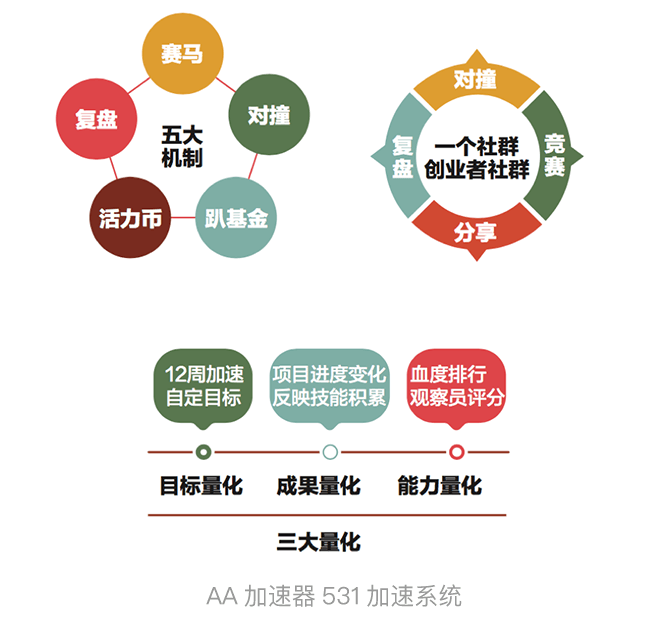 赛马
复盘
对撞
五大
机制
活力币
趴基金
对撞
复盘
竞赛
一个社群
创业者社群
分享
12周加速
自定目标
项目进度变化
反映技能积累
血度排行
观察员评分
目标量化
成果量化
能力量化
三大量化
AA 加速器 531 加速系统